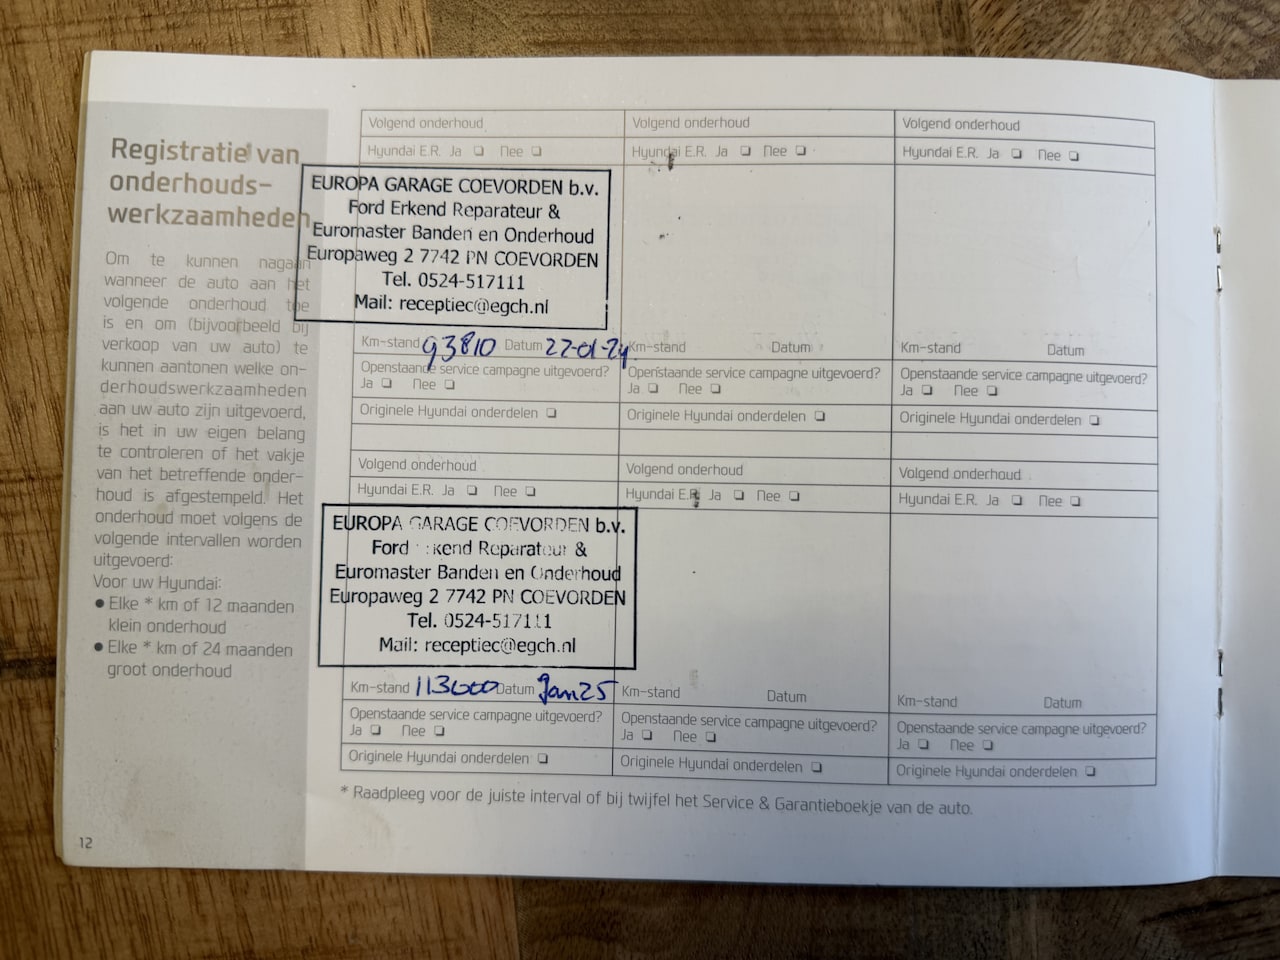 Registratie van
onderhouds-
werkzaamheden
Om te kunnen nagaan
wanneer de auto aan het
volgende onderhoud toe
is en om (bijvoorbeeld bij
verkoop van uw auto) te
kunnen aantonen welke on-
derhoudswerkzaamheden
aan uw auto zijn uitgevoerd,
is het in uw eigen belang
te controleren of het vakje
van het betreffende onder-
houd is afgestempeld. Het
onderhoud moet volgens de
volgende intervallen worden
uitgevoerd:
Voor uw Hyundai:
● Elke * km of 12 maanden
klein onderhoud
● Elke * km of 24 maanden
groot onderhoud
12
Volgend onderhoud
Hyundai E.R. Ja ❏ Nee ❏
EUROPA GARAGE COEVORDEN b.v.
Ford Erkend Reparateur &
Euromaster Banden en Onderhoud
Europaweg 2 7742 PN COEVORDEN
Tel. 0524-517111
Mail: receptiec@egch.nl
Km-stand 93810 Datum 22-01-24
Openstaande service campagne uitgevoerd?
Ja ❏ Nee ❏
Originele Hyundai onderdelen ❏
Volgend onderhoud
Hyundai E.R. Ja ❏ Nee ❏
Km-stand Datum
Openstaande service campagne uitgevoerd?
Ja ❏ Nee ❏
Originele Hyundai onderdelen ❏
Volgend onderhoud
Hyundai E.R. Ja ❏ Nee ❏
Km-stand Datum
Openstaande service campagne uitgevoerd?
Ja ❏ Nee ❏
Originele Hyundai onderdelen ❏
Volgend onderhoud
Hyundai E.R. Ja ❏ Nee ❏
EUROPA GARAGE COEVORDEN b.v.
Ford Erkend Reparateur &
Euromaster Banden en Onderhoud
Europaweg 2 7742 PN COEVORDEN
Tel. 0524-517111
Mail: receptiec@egch.nl
Km-stand 113600 Datum Jan 25
Openstaande service campagne uitgevoerd?
Ja ❏ Nee ❏
Originele Hyundai onderdelen ❏
Volgend onderhoud
Hyundai E.R. Ja ❏ Nee ❏
Km-stand Datum
Openstaande service campagne uitgevoerd?
Ja ❏ Nee ❏
Originele Hyundai onderdelen ❏
Volgend onderhoud
Hyundai E.R. Ja ❏ Nee ❏
Km-stand Datum
Openstaande service campagne uitgevoerd?
Ja ❏ Nee ❏
Originele Hyundai onderdelen ❏
* Raadpleeg voor de juiste interval of bij twijfel het Service & Garantieboekje van de auto.